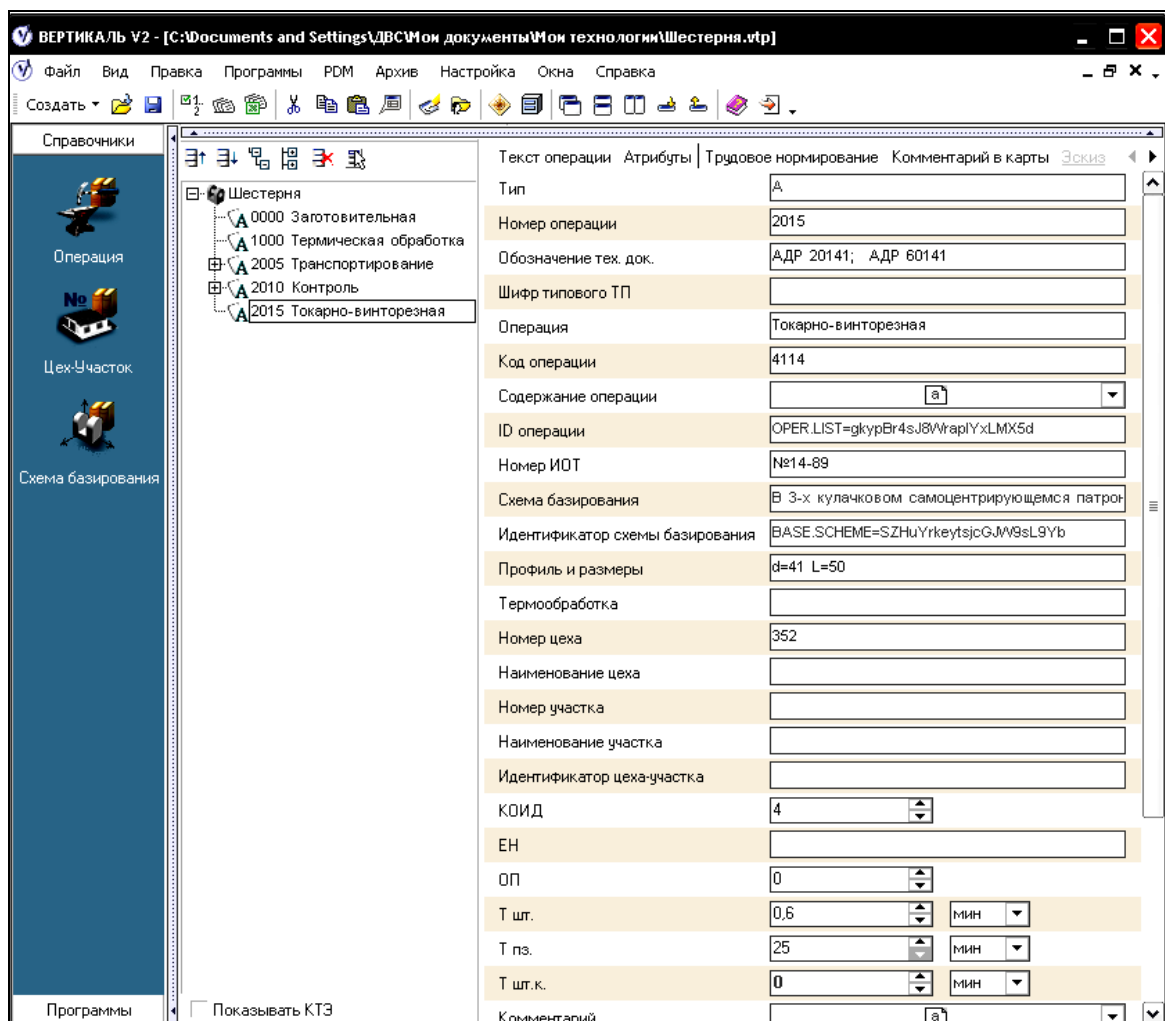 ВЕРТИКАЛЬ V2 - [C:\Documents and Settings\ДВС\Мои документы\Мои технологии\Шестерня.vtp]
Файл Вид Правка Программы PDM Архив Настройка Окна Справка
Создать
Справочники
Операция
Цех-Участок
Схема базирования
Программы
Шестерня
0000 Заготовительная
1000 Термическая обработка
2005 Транспортирование
2010 Контроль
2015 Токарно-винторезная
Показывать КТЭ
Текст операции Атрибуты Трудовое нормирование Комментарий в карты Эскиз
Тип А
Номер операции 2015
Обозначение тех. док. АДР 20141; АДР 60141
Шифр типового ТП
Операция Токарно-винторезная
Код операции 4114
Содержание операции
ID операции
Номер ИОТ №14-89
Схема базирования В 3-х кулачковом самоцентрирующемся патрон
Идентификатор схемы базирования
Профиль и размеры d=41 L=50
Термообработка
Номер цеха 352
Наименование цеха
Номер участка
Наименование участка
Идентификатор цеха-участка
КОИД 4
ЕН
ОП 0
Т шт. 0,6 мин
Т пз. 25 мин
Т шт.к. 0 мин
Комментарий